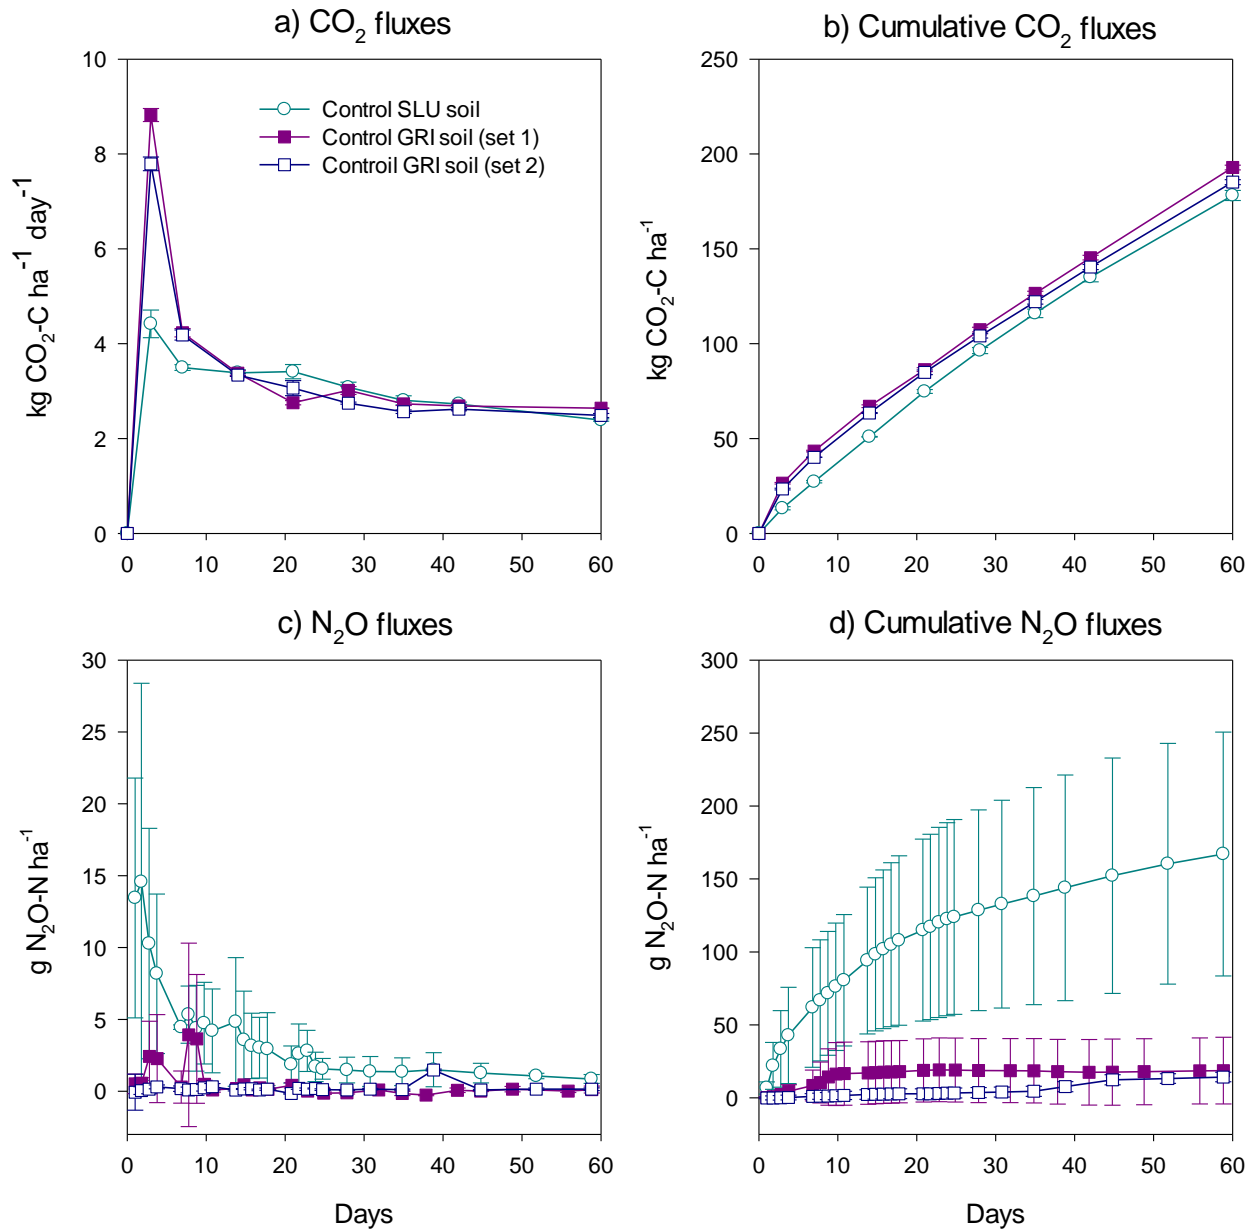 a) CO₂ fluxes
10
8
6
4
2
0
kg CO₂-C ha⁻¹ day⁻¹
Control SLU soil
Control GRI soil (set 1)
Controil GRI soil (set 2)
0 10 20 30 40 50 60
b) Cumulative CO₂ fluxes
250
200
150
100
50
0
kg CO₂-C ha⁻¹
0 10 20 30 40 50 60
c) N₂O fluxes
30
25
20
15
10
5
0
g N₂O-N ha⁻¹
0 10 20 30 40 50 60
Days
d) Cumulative N₂O fluxes
300
250
200
150
100
50
0
g N₂O-N ha⁻¹
0 10 20 30 40 50 60
Days